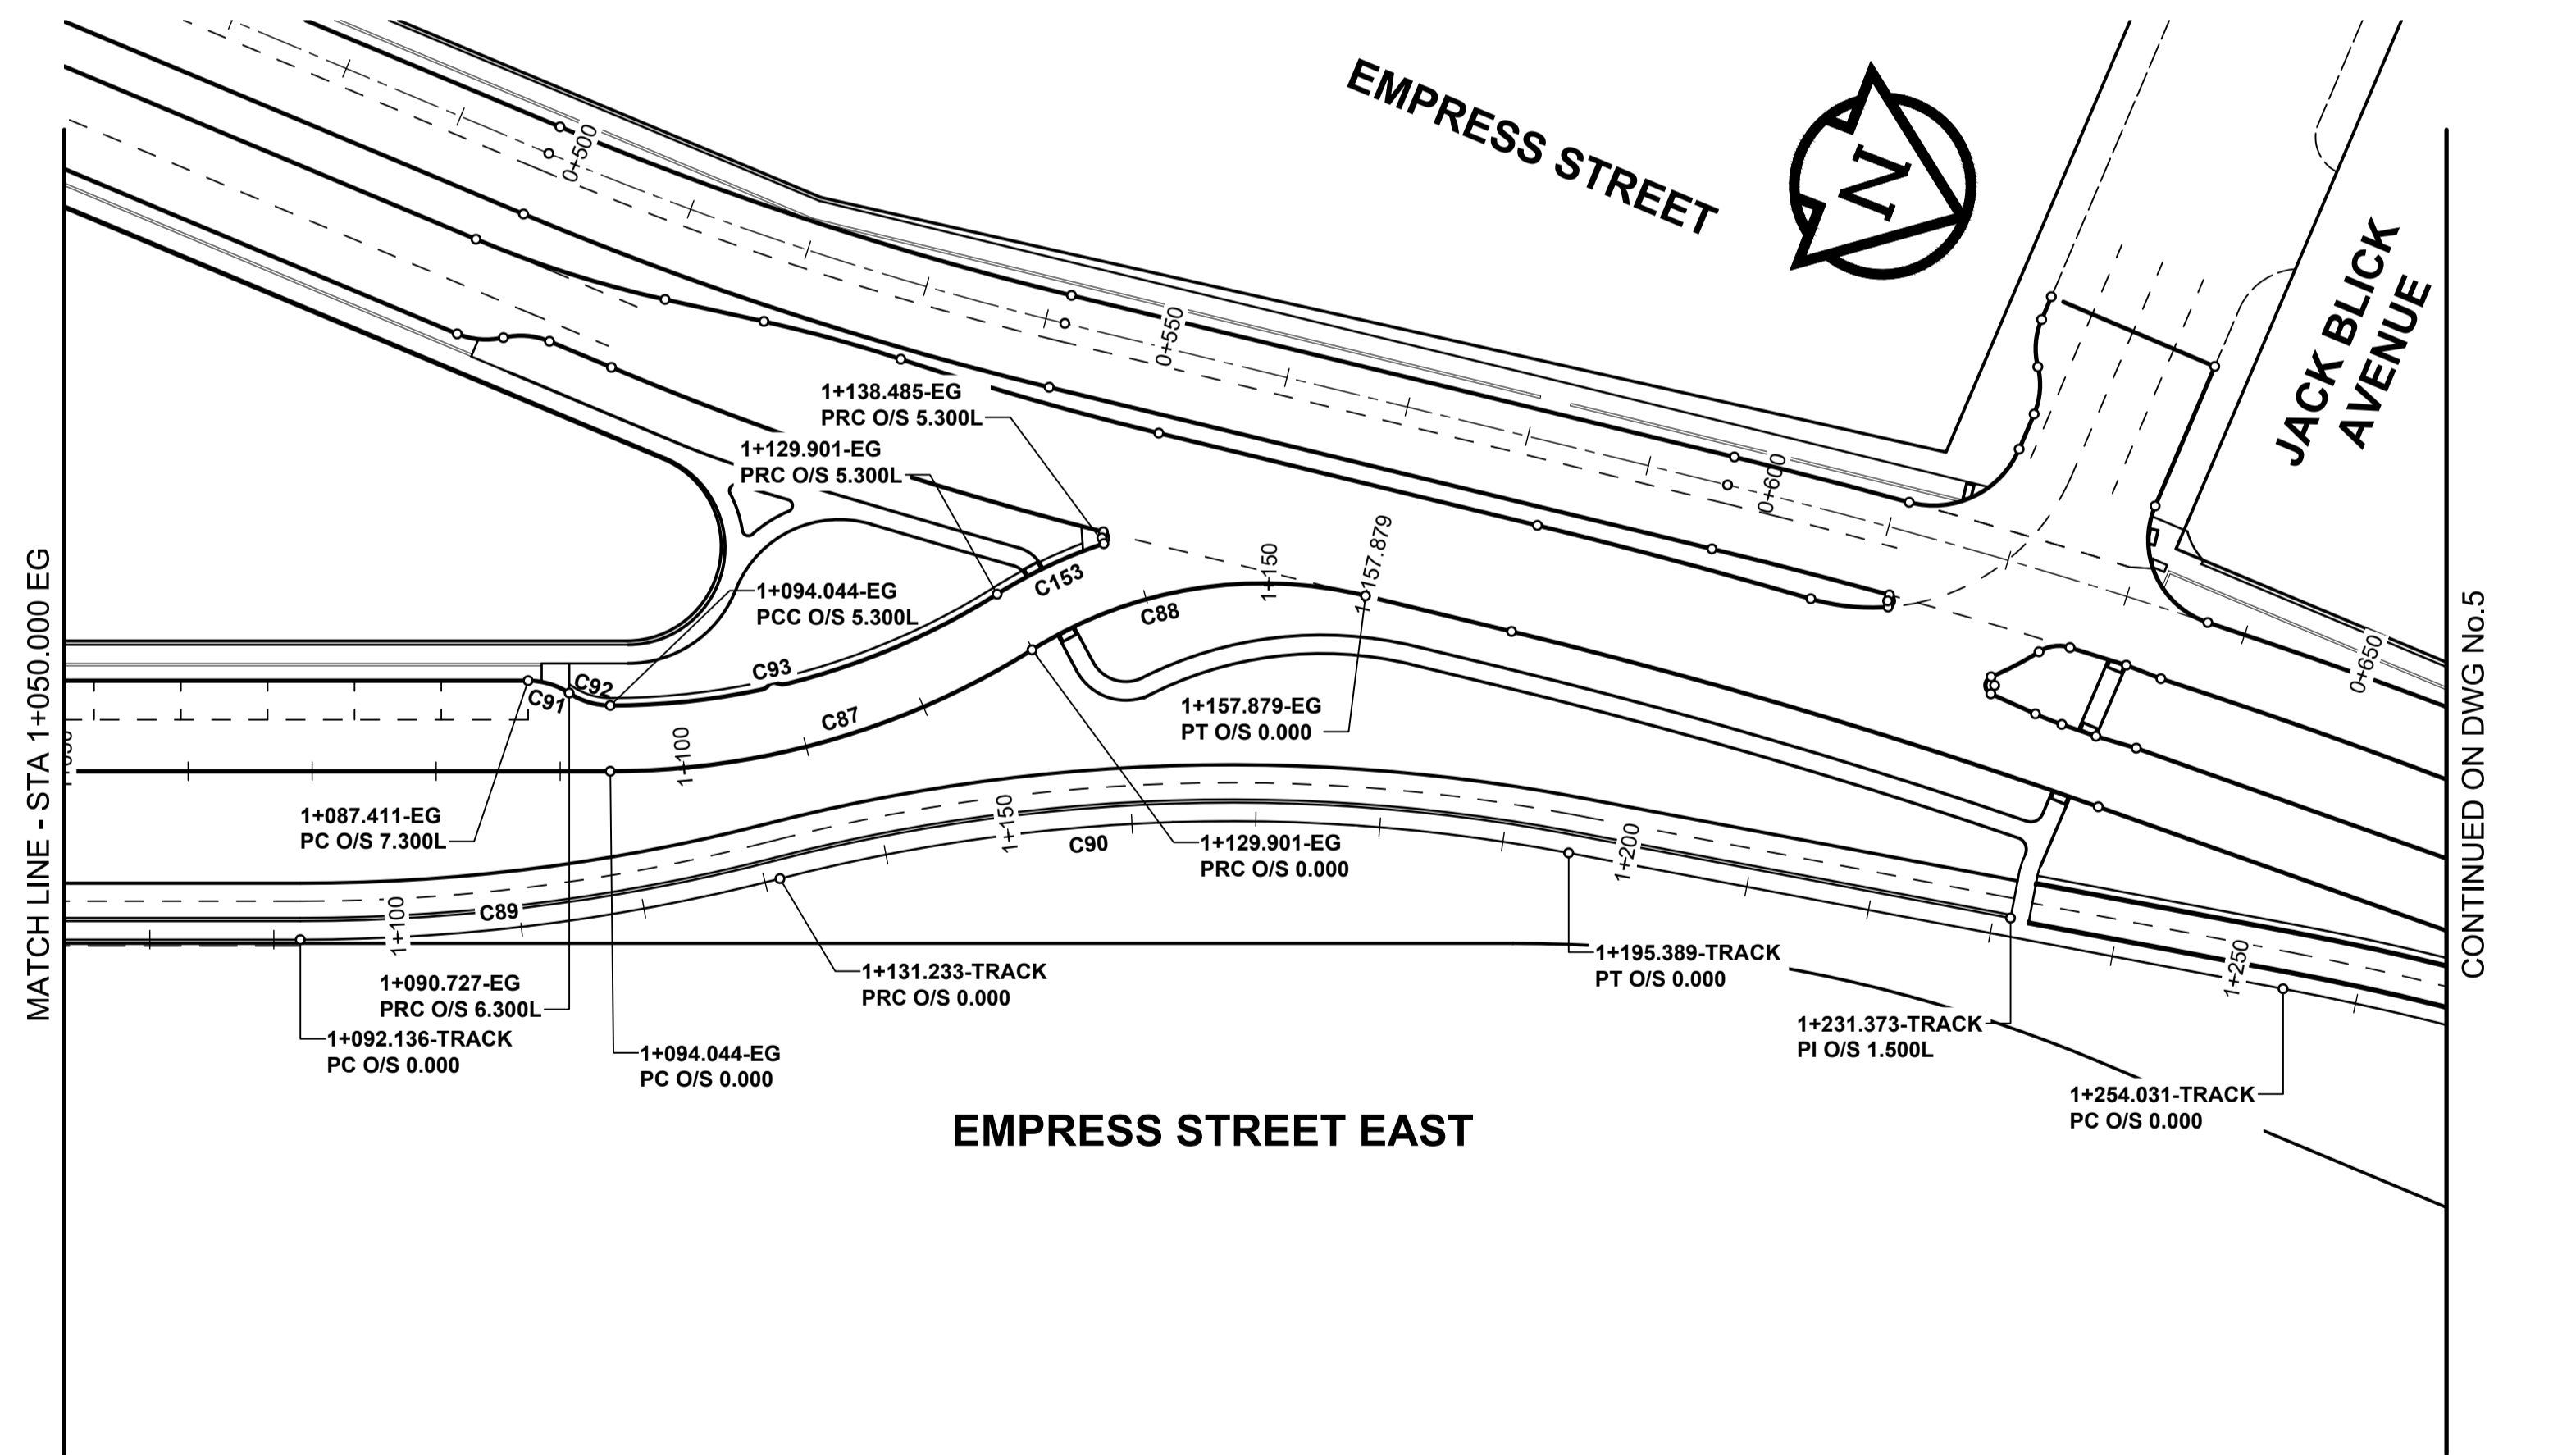 EMPRESS STREET
N
JACK BLICK
AVENUE
0+500
0+550
0+600
0+650
1+138.485-EG
PRC O/S 5.300L
1+129.901-EG
PRC O/S 5.300L
C153
1+150
1+157.879
C88
1+094.044-EG
PCC O/S 5.300L
C93
C92
C91
C87
1+100
1+157.879-EG
PT O/S 0.000
MATCH LINE - STA 1+050.000 EG
CONTINUED ON DWG No.5
1+087.411-EG
PC O/S 7.300L
1+150
C90
1+129.901-EG
PRC O/S 0.000
1+200
C89
1+100
1+250
1+090.727-EG
PRC O/S 6.300L
1+092.136-TRACK
PC O/S 0.000
1+131.233-TRACK
PRC O/S 0.000
1+094.044-EG
PC O/S 0.000
1+195.389-TRACK
PT O/S 0.000
1+231.373-TRACK
PI O/S 1.500L
1+254.031-TRACK
PC O/S 0.000
EMPRESS STREET EAST